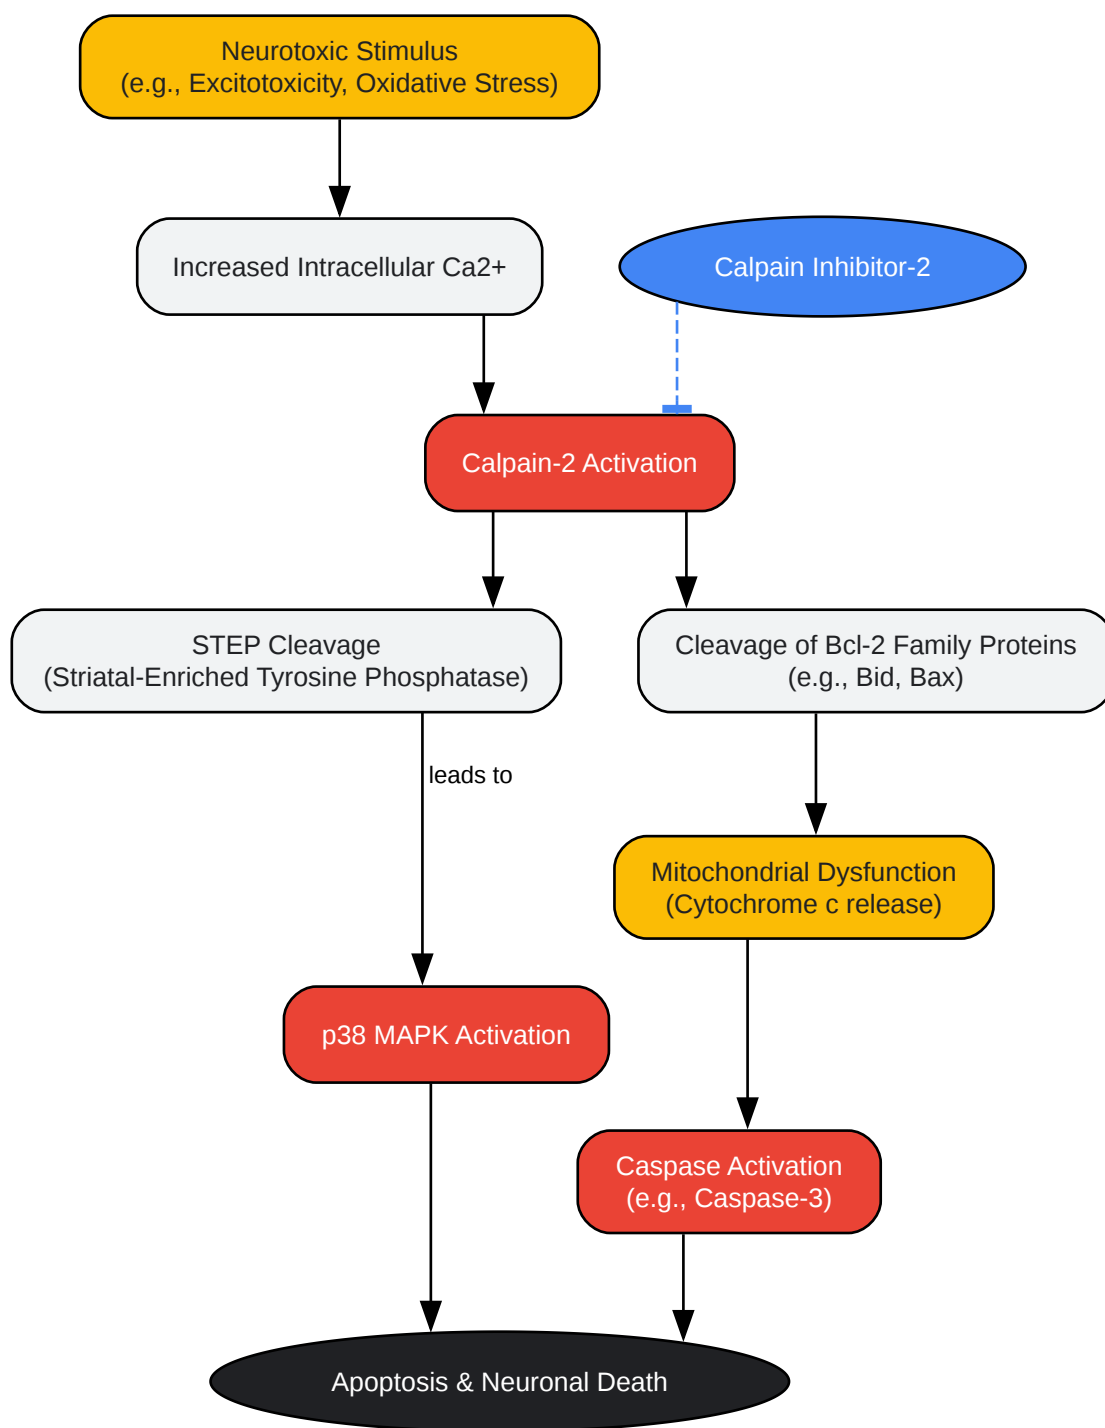 Neurotoxic Stimulus
(e.g., Excitotoxicity, Oxidative Stress)
Increased Intracellular Ca2+
Calpain Inhibitor-2
Calpain-2 Activation
STEP Cleavage
(Striatal-Enriched Tyrosine Phosphatase)
Cleavage of Bcl-2 Family Proteins
(e.g., Bid, Bax)
leads to
Mitochondrial Dysfunction
(Cytochrome c release)
p38 MAPK Activation
Caspase Activation
(e.g., Caspase-3)
Apoptosis & Neuronal Death